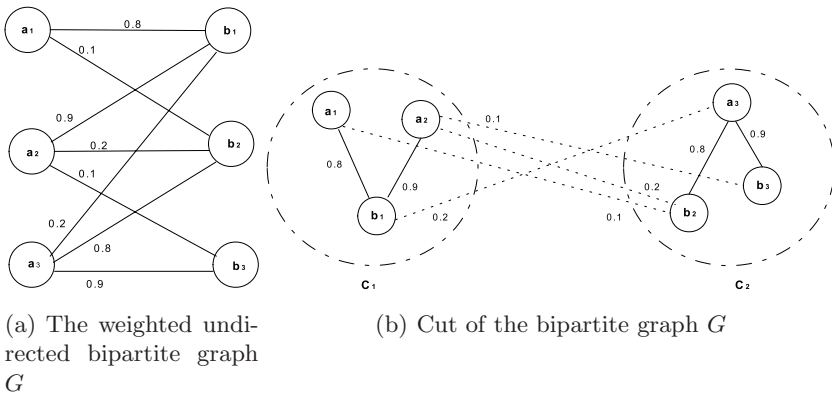 a1
0.8
b1
0.1
0.9
a2
0.2
b2
0.1
0.2
0.8
a3
0.9
b3
a1
a2
0.1
a3
0.8
0.9
b1
0.2
0.8
0.9
0.2
0.1
b2
b3
C1
C2
(a) The weighted undi-
rected bipartite graph
G
(b) Cut of the bipartite graph G